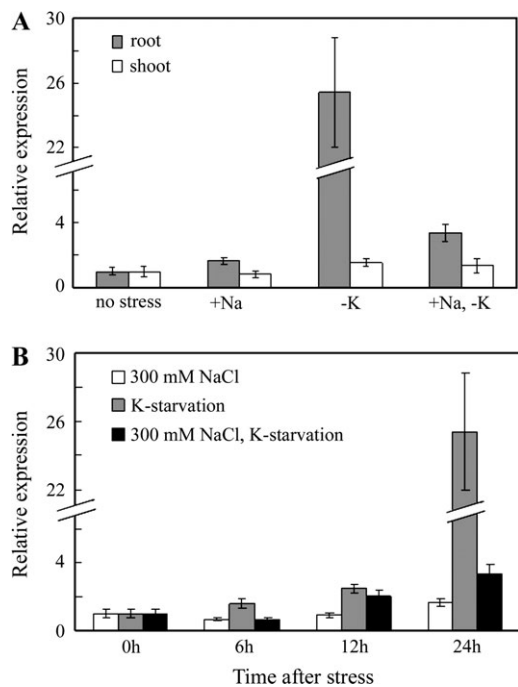 A
30
26
22
4
0
Relative expression
root
shoot
no stress
+Na
-K
+Na, -K
B
30
26
22
4
0
Relative expression
300 mM NaCl
K-starvation
300 mM NaCl, K-starvation
0h
6h
12h
24h
Time after stress